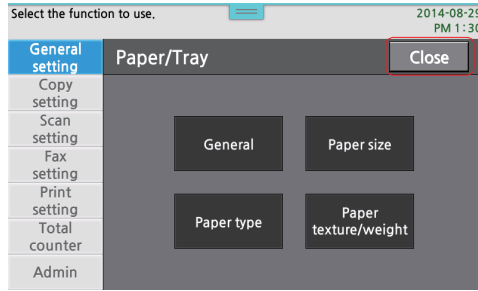 Select the function to use.
2014-08-29
PM 1:30
General
setting
Paper/Tray
Close
Copy
setting
Scan
setting
Fax
setting
Print
setting
Total
counter
Admin
General
Paper size
Paper type
Paper
texture/weight